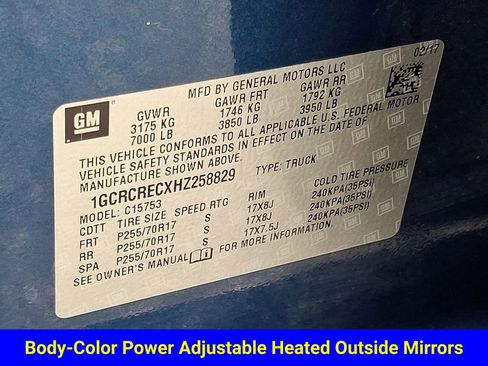 02/17
MFD BY GENERAL MOTORS LLC
GM
GVWR GAWR FRT GAWR RR
3175 KG 1746 KG 1792 KG
7000 LB 3850 LB 3950 LB
THIS VEHICLE CONFORMS TO ALL APPLICABLE U.S. FEDERAL MOTOR
VEHICLE SAFETY STANDARDS IN EFFECT ON THE DATE OF
MANUFACTURE SHOWN ABOVE.
1GCRCRECXHZ258829 TYPE: TRUCK
MODEL: C15753
CDTT TIRE SIZE SPEED RTG RIM COLD TIRE PRESSURE
FRT P255/70R17 S 17X8J 240KPA(35PSI)
RR P255/70R17 S 17X8J 240KPA(35PSI)
SPA P255/70R17 S 17X7.5J 240KPA(35PSI)
SEE OWNER'S MANUAL FOR MORE INFORMATION.
Body-Color Power Adjustable Heated Outside Mirrors